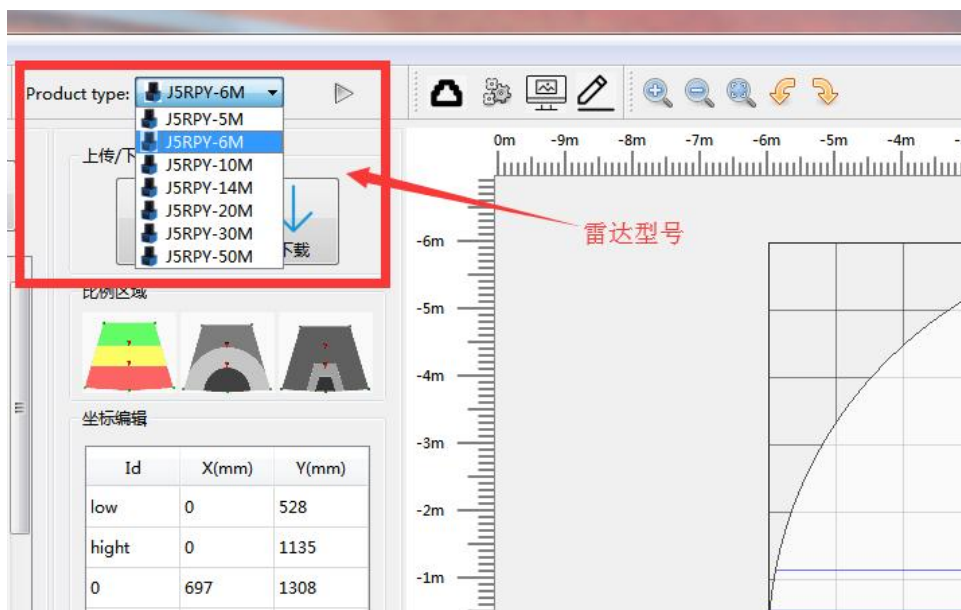 Product type: J5RPY-6M
J5RPY-5M
J5RPY-6M
J5RPY-10M
J5RPY-14M
J5RPY-20M
J5RPY-30M
J5RPY-50M
上传/下
下载
雷达型号
比例区域
坐标编辑
Id X(mm) Y(mm)
low 0 528
hight 0 1135
0 697 1308
0m -9m -8m -7m -6m -5m -4m
-6m
-5m
-4m
-3m
-2m
-1m